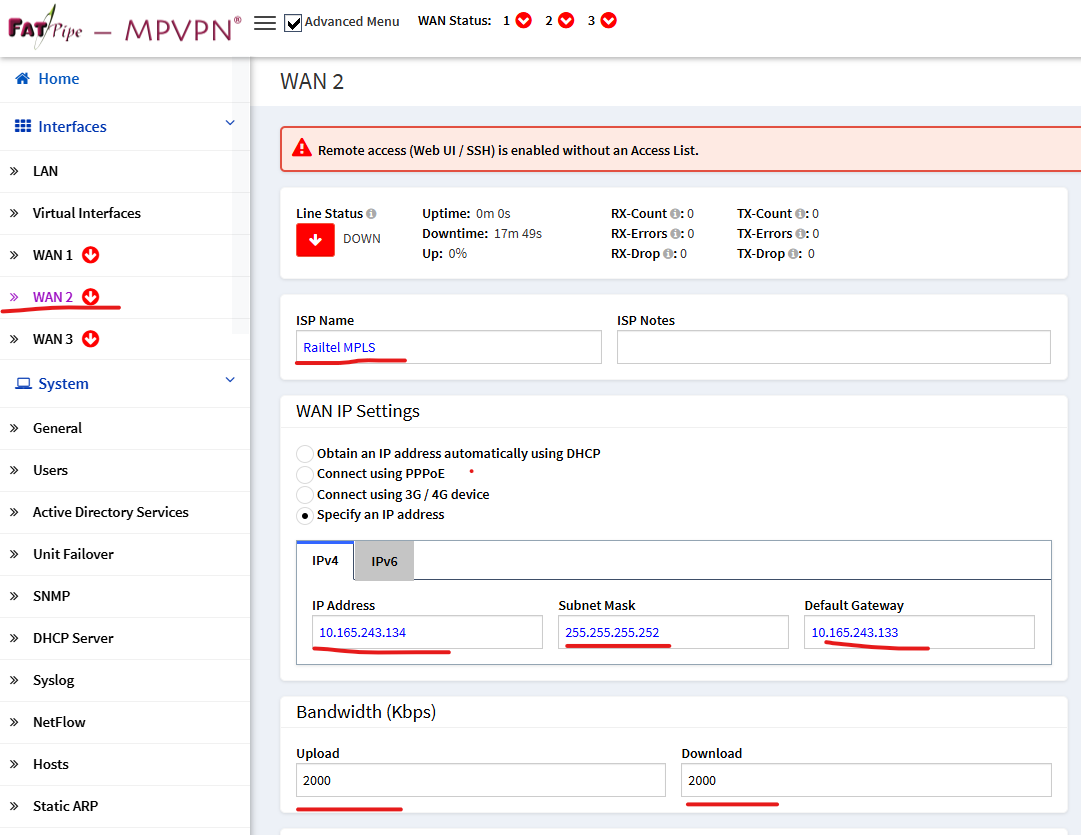 FATPipe — MPVPN®
Advanced Menu WAN Status: 1 2 3
Home
Interfaces
LAN
Virtual Interfaces
WAN 1
WAN 2
WAN 3
System
General
Users
Active Directory Services
Unit Failover
SNMP
DHCP Server
Syslog
NetFlow
Hosts
Static ARP
WAN 2
Remote access (Web UI / SSH) is enabled without an Access List.
Line Status
DOWN
Uptime: 0m 0s
Downtime: 17m 49s
Up: 0%
RX-Count : 0
RX-Errors : 0
RX-Drop : 0
TX-Count : 0
TX-Errors : 0
TX-Drop : 0
ISP Name
Railtel MPLS
ISP Notes
WAN IP Settings
Obtain an IP address automatically using DHCP
Connect using PPPoE
Connect using 3G / 4G device
Specify an IP address
IPv4 IPv6
IP Address Subnet Mask Default Gateway
10.165.243.134 255.255.255.252 10.165.243.133
Bandwidth (Kbps)
Upload Download
2000 2000